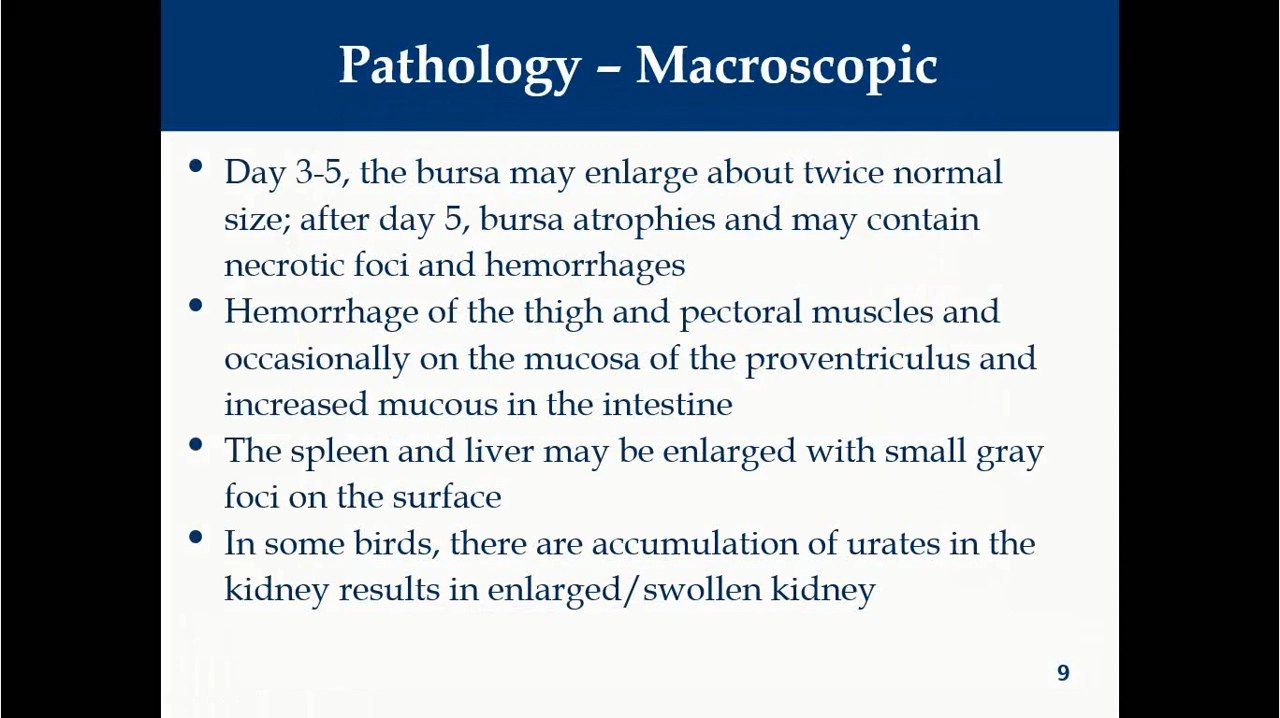 Pathology – Macroscopic
• Day 3-5, the bursa may enlarge about twice normal
size; after day 5, bursa atrophies and may contain
necrotic foci and hemorrhages
• Hemorrhage of the thigh and pectoral muscles and
occasionally on the mucosa of the proventriculus and
increased mucous in the intestine
• The spleen and liver may be enlarged with small gray
foci on the surface
• In some birds, there are accumulation of urates in the
kidney results in enlarged/swollen kidney
9